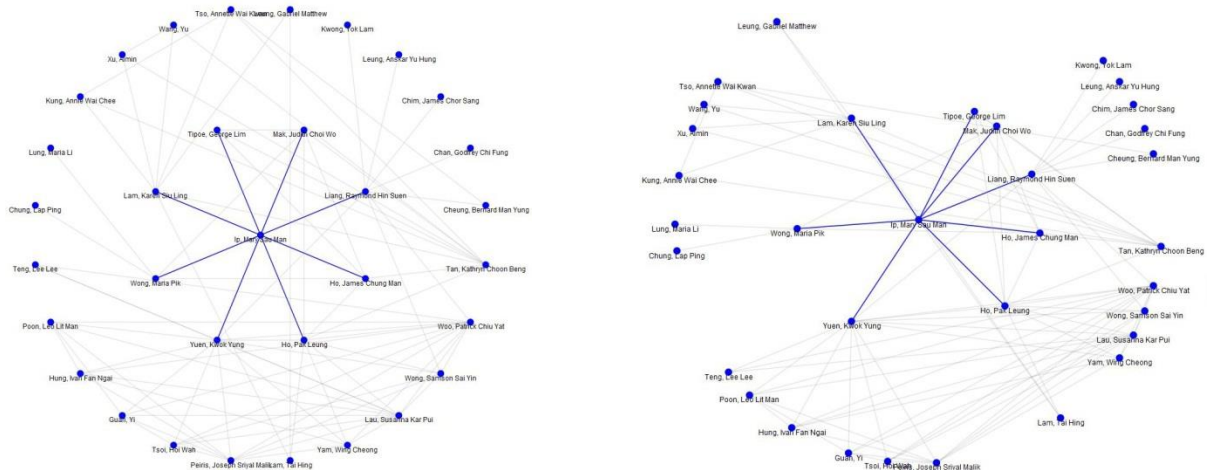 Tso, Annette Wai Kwan
Leung, Gabriel Matthew
Wang, Yu
Kwong, Yok Lam
Xu, Aimin
Leung, Anskar Yu Hung
Kung, Annie Wai Chee
Chim, James Chor Sang
Tipoe, George Lim
Mak, Judith Choi Wo
Lung, Maria Li
Chan, Godfrey Chi Fung
Lam, Karen Siu Ling
Liang, Raymond Hin Suen
Chung, Lap Ping
Cheung, Bernard Man Yung
Ip, Mary Sau Man
Teng, Lee Lee
Wong, Maria Pik
Ho, James Chung Man
Tan, Kathryn Choon Beng
Poon, Leo Lit Man
Yuen, Kwok Yung
Ho, Pak Leung
Woo, Patrick Chiu Yat
Hung, Ivan Fan Ngai
Wong, Samson Sai Yin
Guan, Yi
Lau, Susanna Kar Pui
Tsoi, Hoi Wah
Yam, Wing Cheong
Peiris, Joseph Sriyal Malik
Lam, Tai Hing
Leung, Gabriel Matthew
Kwong, Yok Lam
Tso, Annette Wai Kwan
Leung, Anskar Yu Hung
Wang, Yu
Lam, Karen Siu Ling
Tipoe, George Lim
Chim, James Chor Sang
Xu, Aimin
Mak, Judith Choi Wo
Chan, Godfrey Chi Fung
Cheung, Bernard Man Yung
Kung, Annie Wai Chee
Liang, Raymond Hin Suen
Ip, Mary Sau Man
Lung, Maria Li
Wong, Maria Pik
Ho, James Chung Man
Chung, Lap Ping
Tan, Kathryn Choon Beng
Woo, Patrick Chiu Yat
Ho, Pak Leung
Wong, Samson Sai Yin
Yuen, Kwok Yung
Lau, Susanna Kar Pui
Yam, Wing Cheong
Teng, Lee Lee
Poon, Leo Lit Man
Lam, Tai Hing
Hung, Ivan Fan Ngai
Guan, Yi
Tsoi, Hoi Wah
Peiris, Joseph Sriyal Malik